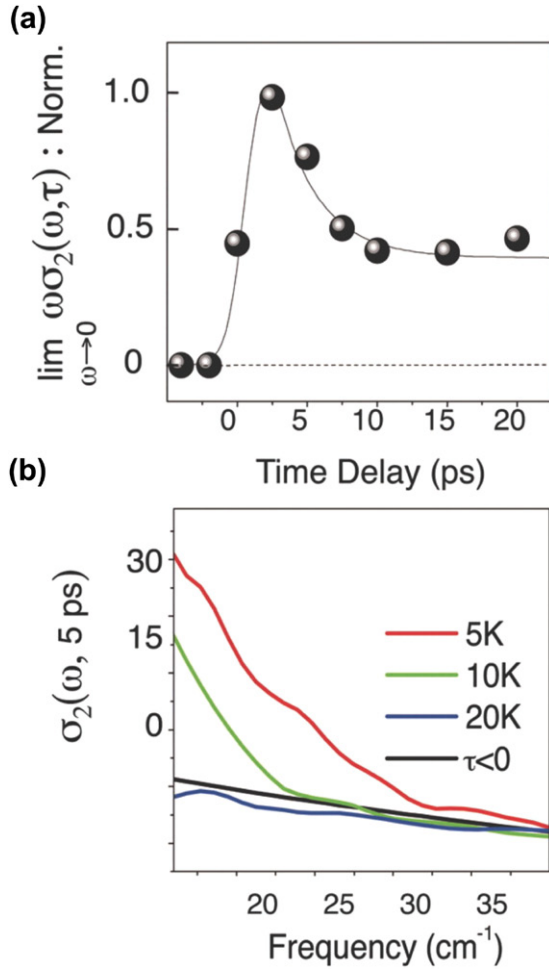 (a)
lim ωσ₂(ω,τ) : Norm.
ω→0
1.0
0.5
0
0 5 10 15 20
Time Delay (ps)
(b)
σ₂(ω, 5 ps)
30
15
0
5K
10K
20K
τ<0
20 25 30 35
Frequency (cm⁻¹)